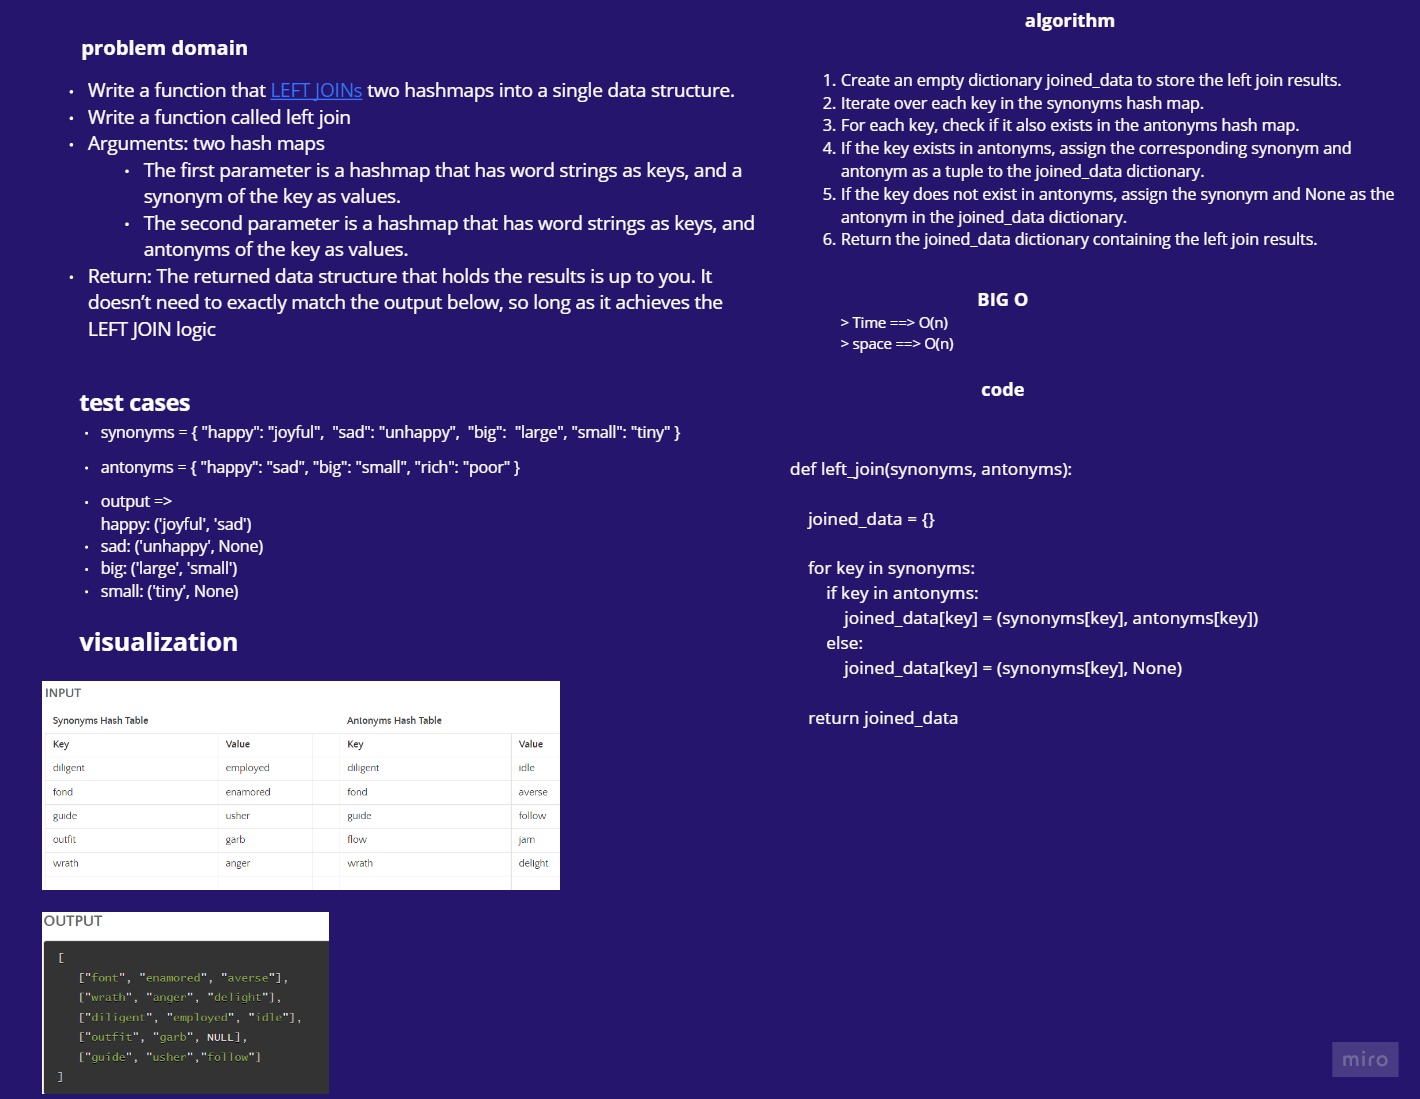 problem domain
• Write a function that LEFT JOINs two hashmaps into a single data structure.
• Write a function called left join
• Arguments: two hash maps
• The first parameter is a hashmap that has word strings as keys, and a
synonym of the key as values.
• The second parameter is a hashmap that has word strings as keys, and
antonyms of the key as values.
• Return: The returned data structure that holds the results is up to you. It
doesn’t need to exactly match the output below, so long as it achieves the
LEFT JOIN logic
test cases
• synonyms = { "happy": "joyful", "sad": "unhappy", "big": "large", "small": "tiny" }
• antonyms = { "happy": "sad", "big": "small", "rich": "poor" }
• output =>
happy: ('joyful', 'sad')
• sad: ('unhappy', None)
• big: ('large', 'small')
• small: ('tiny', None)
visualization
INPUT
Synonyms Hash Table Antonyms Hash Table
Key Value Key Value
diligent employed diligent idle
fond enamored fond averse
guide usher guide follow
outfit garb flow jam
wrath anger wrath delight
OUTPUT
[
["font", "enamored", "averse"],
["wrath", "anger", "delight"],
["diligent", "employed", "idle"],
["outfit", "garb", NULL],
["guide", "usher","follow"]
]
algorithm
1. Create an empty dictionary joined_data to store the left join results.
2. Iterate over each key in the synonyms hash map.
3. For each key, check if it also exists in the antonyms hash map.
4. If the key exists in antonyms, assign the corresponding synonym and
antonym as a tuple to the joined_data dictionary.
5. If the key does not exist in antonyms, assign the synonym and None as the
antonym in the joined_data dictionary.
6. Return the joined_data dictionary containing the left join results.
BIG O
> Time ==> O(n)
> space ==> O(n)
code
def left_join(synonyms, antonyms):
joined_data = {}
for key in synonyms:
if key in antonyms:
joined_data[key] = (synonyms[key], antonyms[key])
else:
joined_data[key] = (synonyms[key], None)
return joined_data
miro